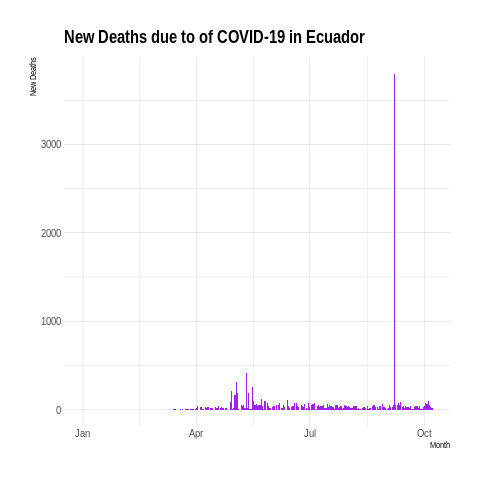 New Deaths due to of COVID-19 in Ecuador
New Deaths
3000
2000
1000
0
Jan Apr Jul Oct
Month